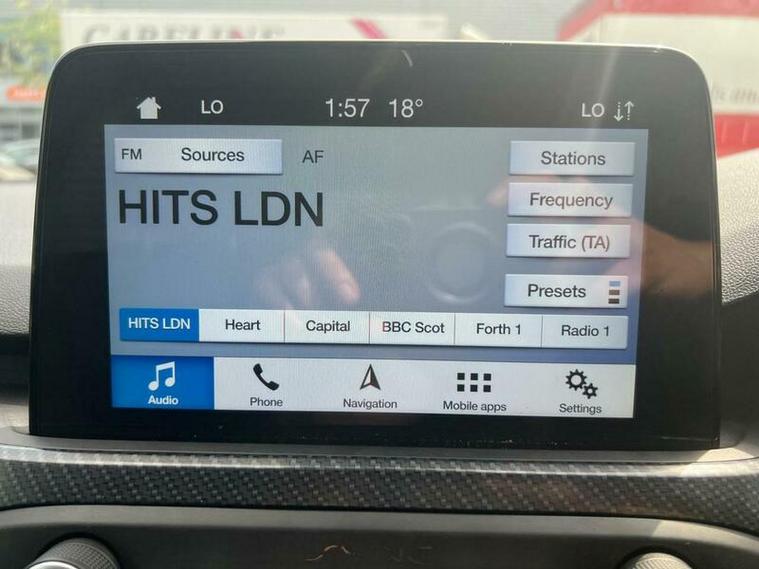 CARELINE
LO 1:57 18° LO
FM Sources AF Stations
HITS LDN
Frequency
Traffic (TA)
Presets
HITS LDN Heart Capital BBC Scot Forth 1 Radio 1
Audio Phone Navigation Mobile apps Settings